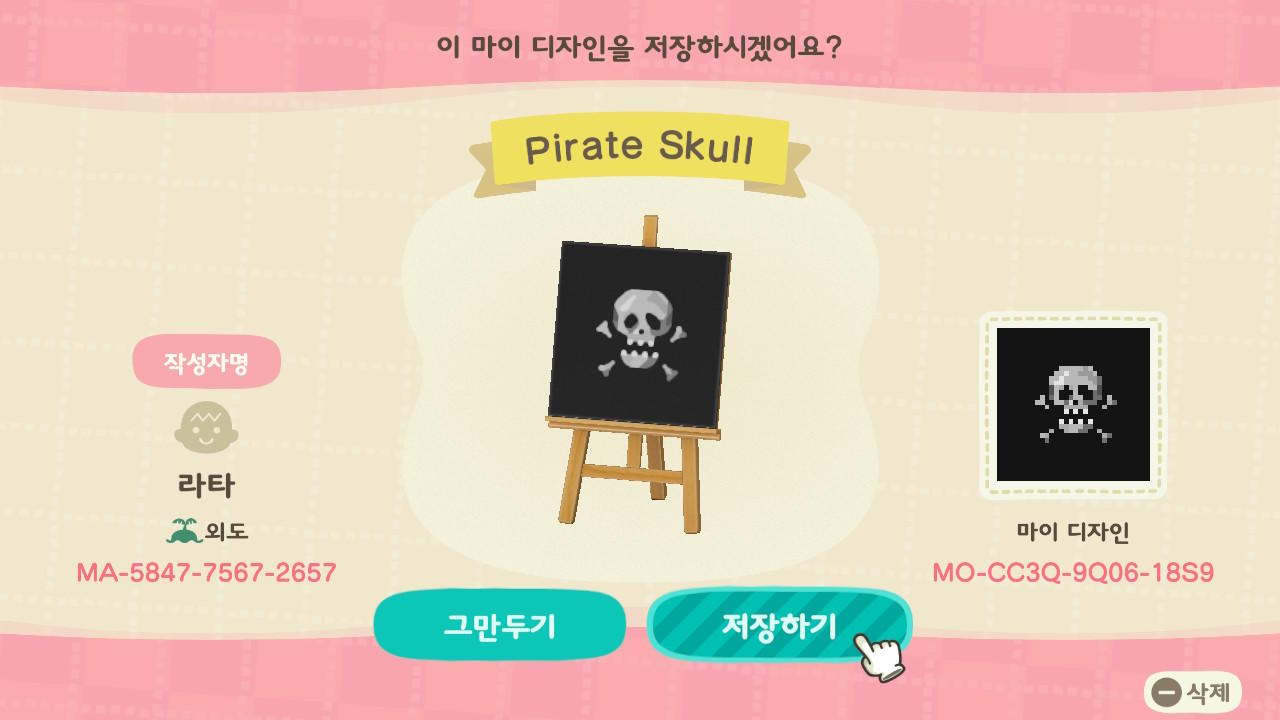 이 마이 디자인을 저장하시겠어요?
Pirate Skull
작성자명
라타
외도
MA-5847-7567-2657
마이 디자인
MO-CC3Q-9Q06-18S9
그만두기
저장하기
삭제